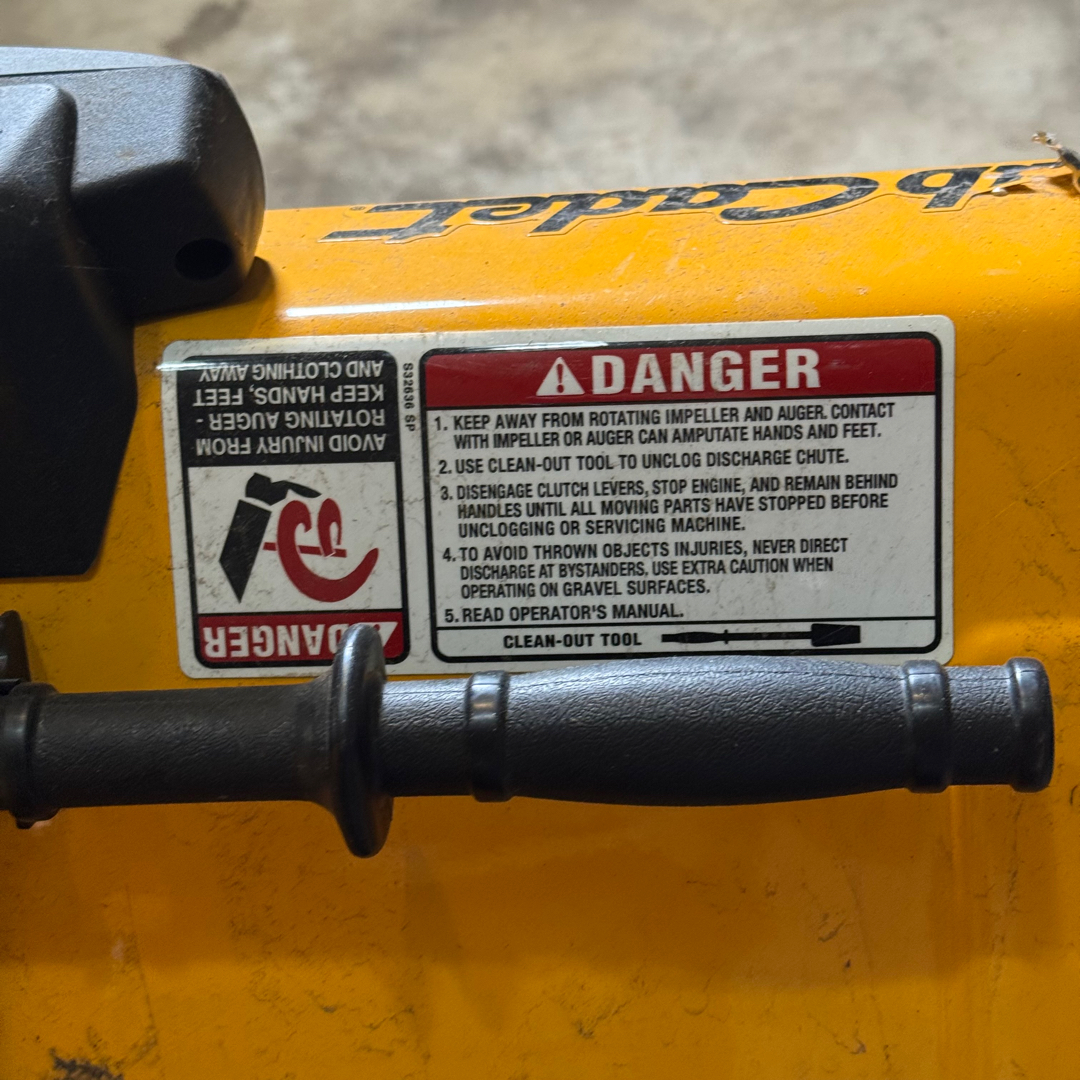 ub Cadet
DANGER
1. KEEP AWAY FROM ROTATING IMPELLER AND AUGER. CONTACT
WITH IMPELLER OR AUGER CAN AMPUTATE HANDS AND FEET.
2. USE CLEAN-OUT TOOL TO UNCLOG DISCHARGE CHUTE.
3. DISENGAGE CLUTCH LEVERS, STOP ENGINE, AND REMAIN BEHIND
HANDLES UNTIL ALL MOVING PARTS HAVE STOPPED BEFORE
UNCLOGGING OR SERVICING MACHINE.
4. TO AVOID THROWN OBJECTS INJURIES, NEVER DIRECT
DISCHARGE AT BYSTANDERS, USE EXTRA CAUTION WHEN
OPERATING ON GRAVEL SURFACES.
5. READ OPERATOR'S MANUAL.
CLEAN-OUT TOOL
S32636 SP
DANGER
AVOID INJURY FROM
ROTATING AUGER -
KEEP HANDS, FEET
AND CLOTHING AWAY